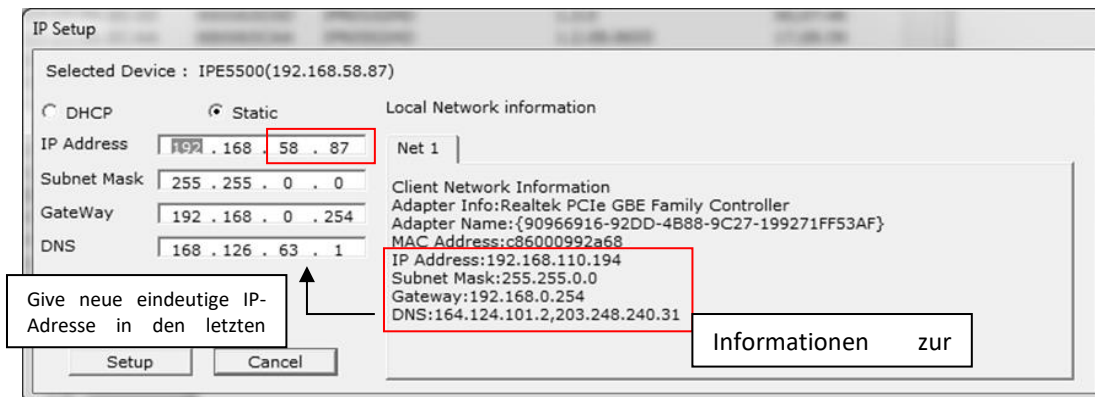 IP Setup
Selected Device : IPE5500(192.168.58.87)
DHCP Static
IP Address 192 . 168 . 58 . 87
Subnet Mask 255 . 255 . 0 . 0
GateWay 192 . 168 . 0 . 254
DNS 168 . 126 . 63 . 1
Give neue eindeutige IP-
Adresse in den letzten
Setup Cancel
Local Network information
Net 1
Client Network Information
Adapter Info:Realtek PCIe GBE Family Controller
Adapter Name:{90966916-92DD-4B88-9C27-199271FF53AF}
MAC Address:c86000992a68
IP Address:192.168.110.194
Subnet Mask:255.255.0.0
Gateway:192.168.0.254
DNS:164.124.101.2,203.248.240.31
Informationen zur